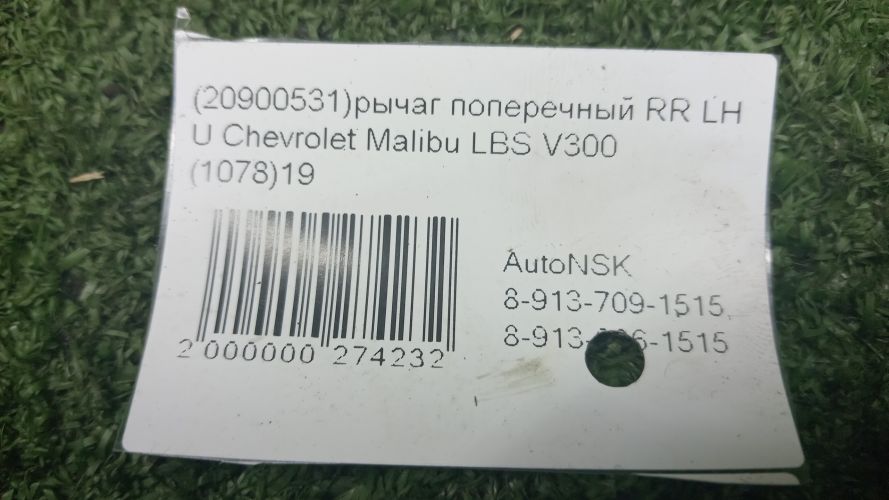 (20900531)рычаг поперечный RR LH
U Chevrolet Malibu LBS V300
(1078)19
2 000000 274232
AutoNSK
8-913-709-1515,